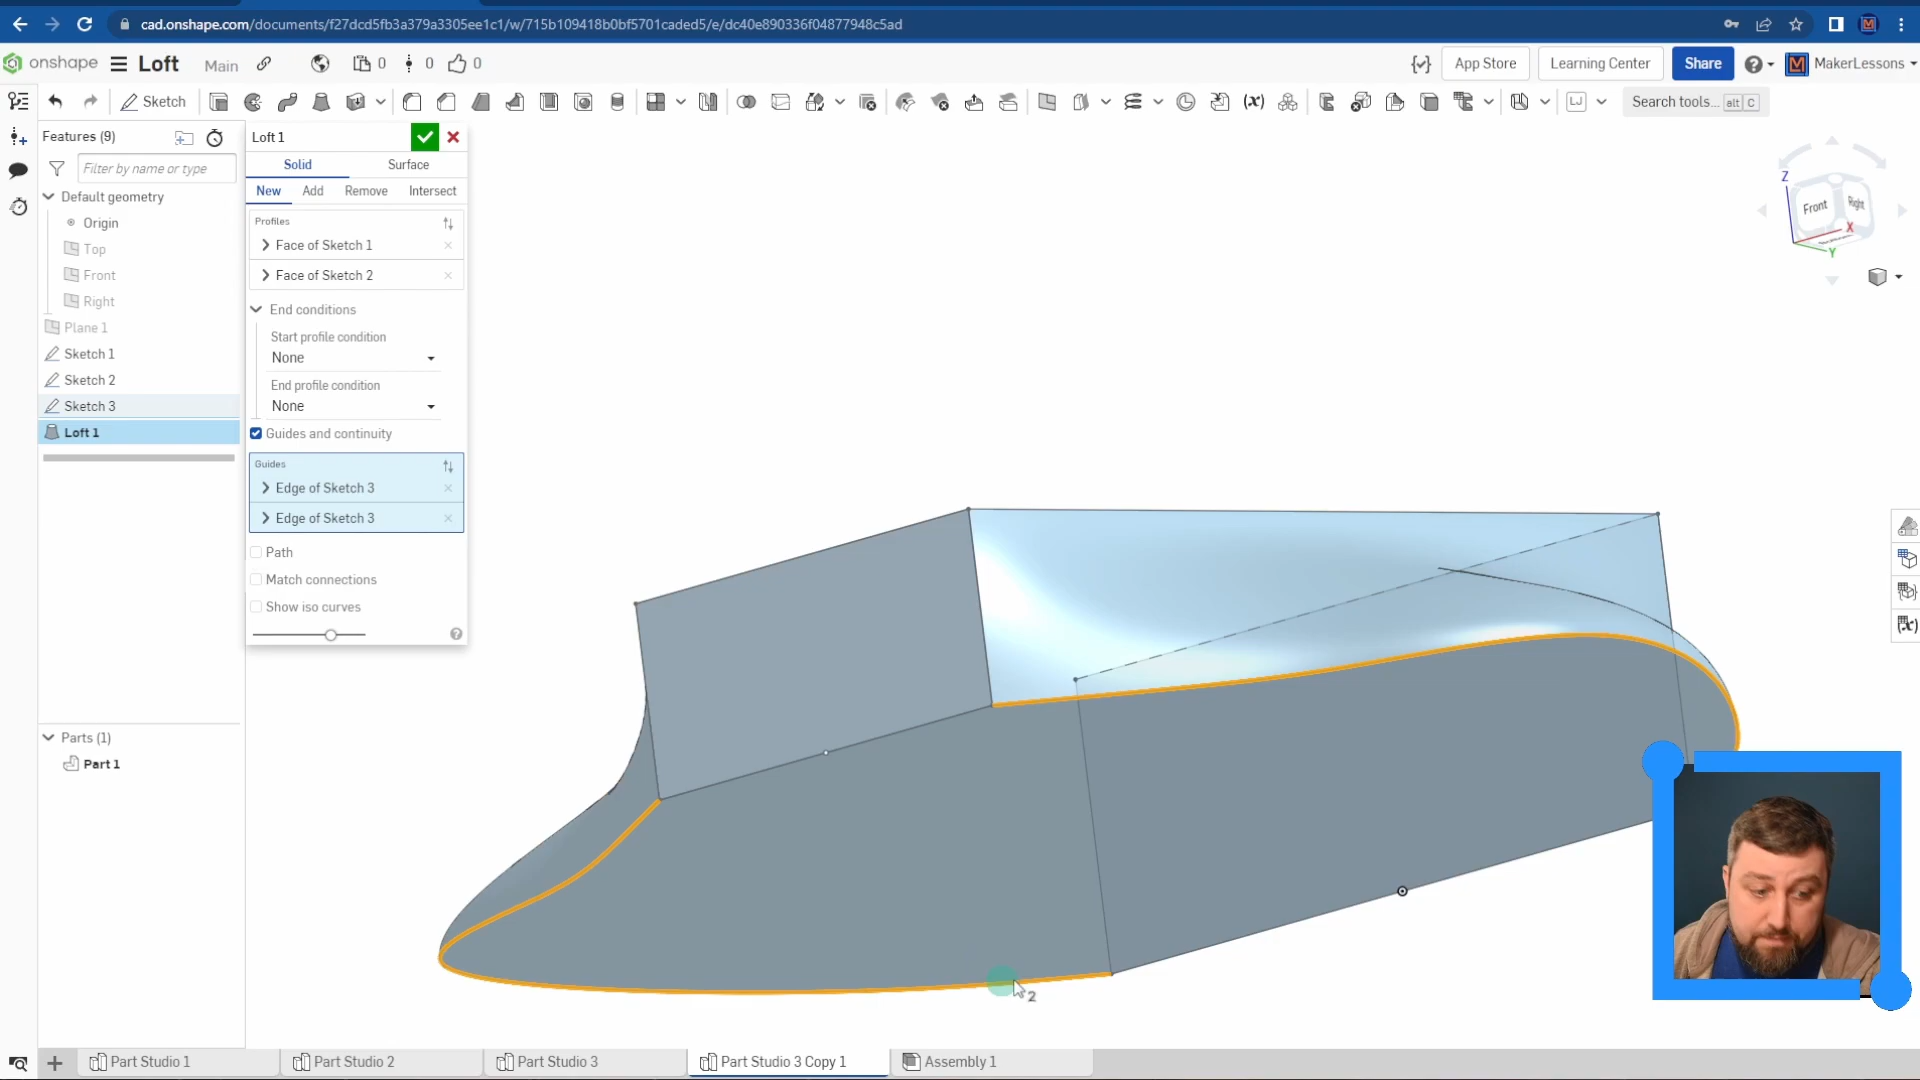 cad.onshape.com/documents/f27dcd5fb3a379a3305ee1c1/w/715b109418b0bf5701caded5/e/dc40e890336f04877948c5ad
onshape Loft Main 0 0 0 App Store Learning Center Share MakerLessons
Sketch Search tools... alt C
Features (9)
Filter by name or type
Default geometry
Origin
Top
Front
Right
Plane 1
Sketch 1
Sketch 2
Sketch 3
Loft 1
Parts (1)
Part 1
Loft 1
Solid Surface
New Add Remove Intersect
Profiles
Face of Sketch 1
Face of Sketch 2
End conditions
Start profile condition
None
End profile condition
None
Guides and continuity
Guides
Edge of Sketch 3
Edge of Sketch 3
Path
Match connections
Show iso curves
Z
Front Right
X
Y
2
Part Studio 1 Part Studio 2 Part Studio 3 Part Studio 3 Copy 1 Assembly 1